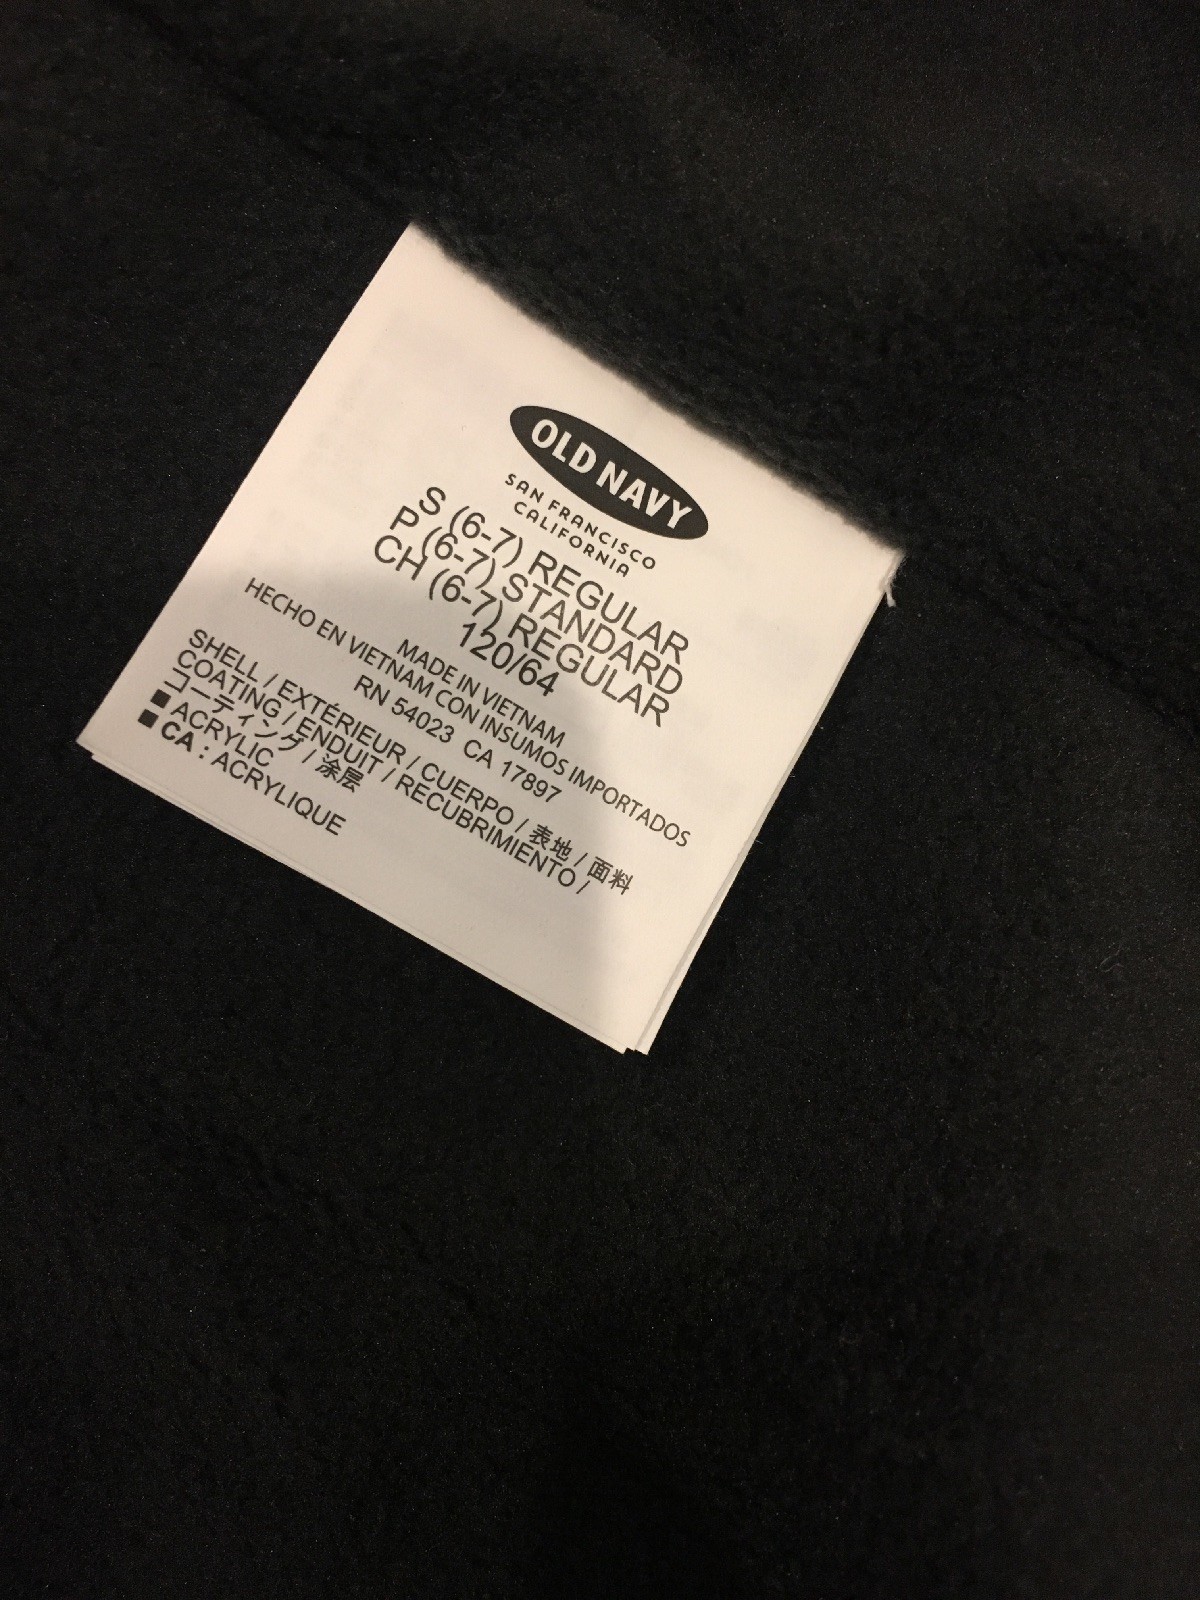 OLD NAVY
SAN FRANCISCO
CALIFORNIA
S (6-7) REGULAR
P (6-7) STANDARD
CH (6-7) REGULAR
120/64
MADE IN VIETNAM
HECHO EN VIETNAM CON INSUMOS IMPORTADOS
RN 54023 CA 17897
SHELL / EXTÉRIEUR / CUERPO / 表地 / 面料
COATING / ENDUIT / RECUBRIMIENTO /
コーティング / 涂层
■ ACRYLIC
■ CA : ACRYLIQUE